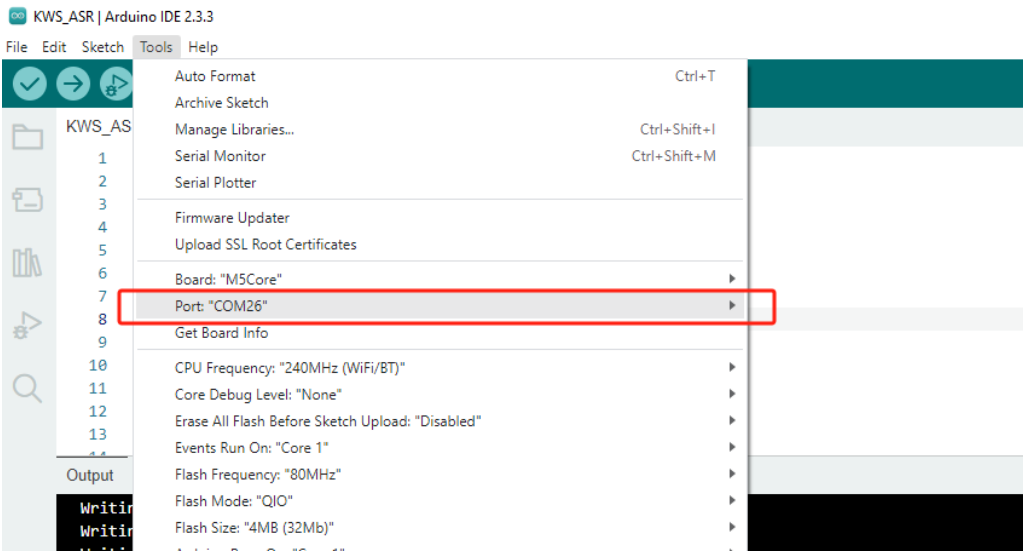 KWS_ASR | Arduino IDE 2.3.3
File Edit Sketch Tools Help
Auto Format Ctrl+T
Archive Sketch
KWS_AS
Manage Libraries... Ctrl+Shift+I
1
Serial Monitor Ctrl+Shift+M
2
Serial Plotter
3
Firmware Updater
4
Upload SSL Root Certificates
5
6
Board: "M5Core"
7
Port: "COM26"
8
Get Board Info
9
10
CPU Frequency: "240MHz (WiFi/BT)"
11
Core Debug Level: "None"
12
Erase All Flash Before Sketch Upload: "Disabled"
13
Events Run On: "Core 1"
Output
Flash Frequency: "80MHz"
Flash Mode: "QIO"
Writin
Flash Size: "4MB (32Mb)"
Writin